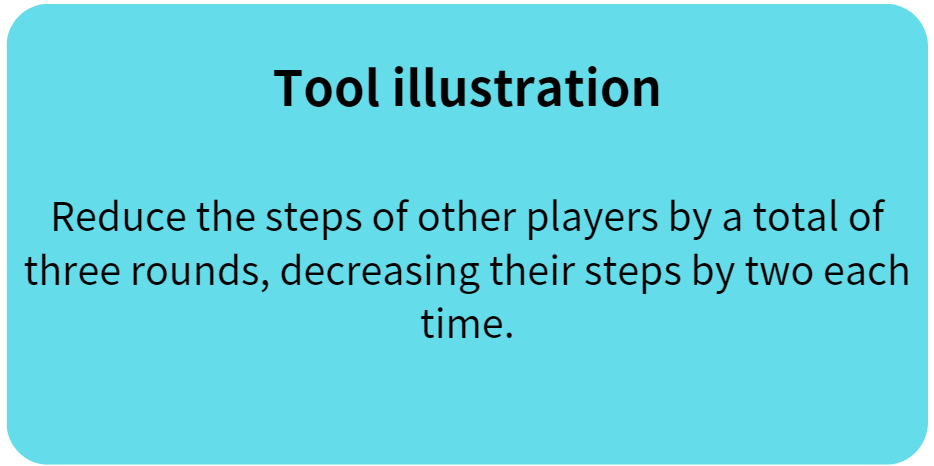 Tool illustration
Reduce the steps of other players by a total of
three rounds, decreasing their steps by two each
time.